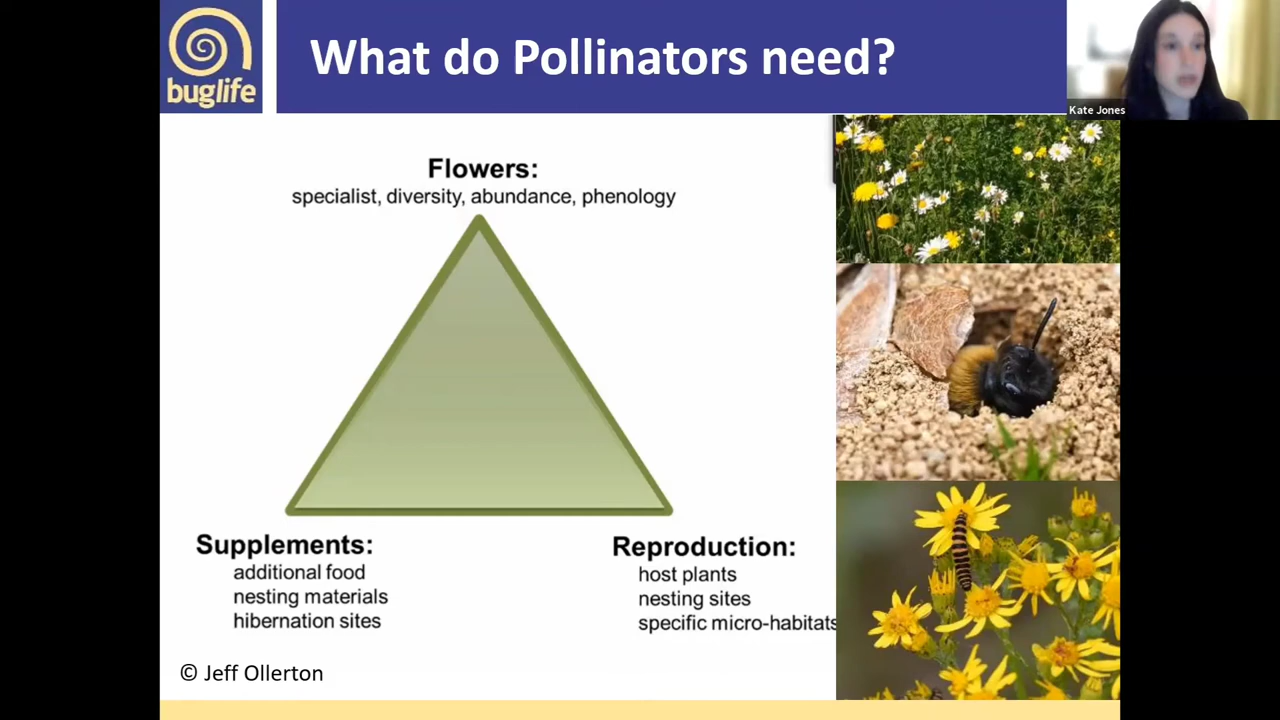 buglife
What do Pollinators need?
Kate Jones
Flowers:
specialist, diversity, abundance, phenology
Supplements:
additional food
nesting materials
hibernation sites
Reproduction:
host plants
nesting sites
specific micro-habitats
© Jeff Ollerton